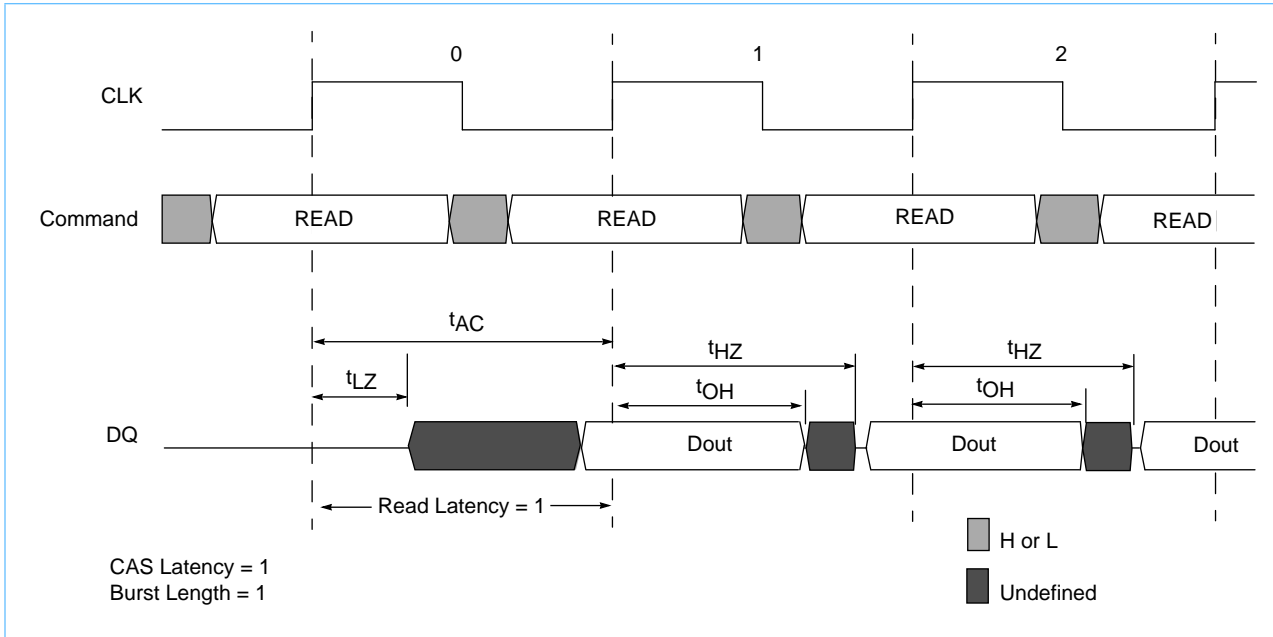 0 1 2
CLK
Command READ READ READ READ
tAC
tHZ tHZ
tLZ tOH tOH
DQ Dout Dout Dout
Read Latency = 1
H or L
CAS Latency = 1
Burst Length = 1 Undefined